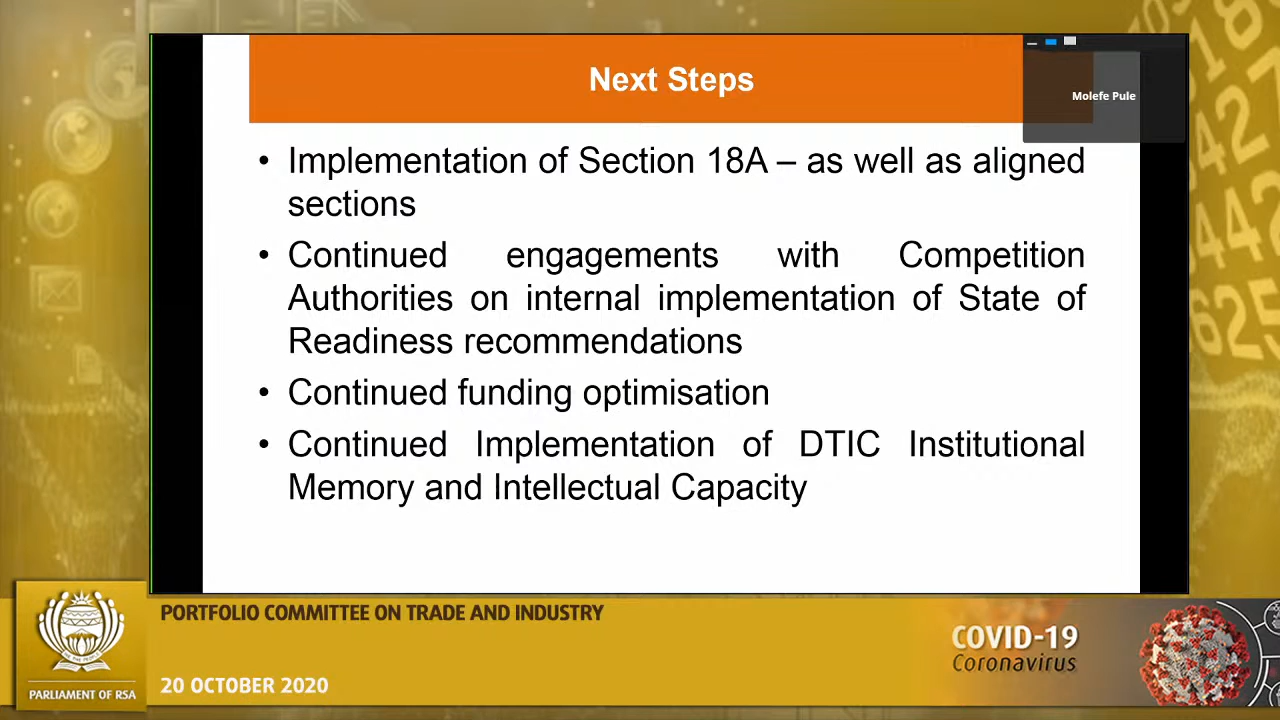 Next Steps
Molefe Pule
• Implementation of Section 18A – as well as aligned
sections
• Continued engagements with Competition
Authorities on internal implementation of State of
Readiness recommendations
• Continued funding optimisation
• Continued Implementation of DTIC Institutional
Memory and Intellectual Capacity
PORTFOLIO COMMITTEE ON TRADE AND INDUSTRY
COVID-19
Coronavirus
20 OCTOBER 2020
PARLIAMENT OF RSA